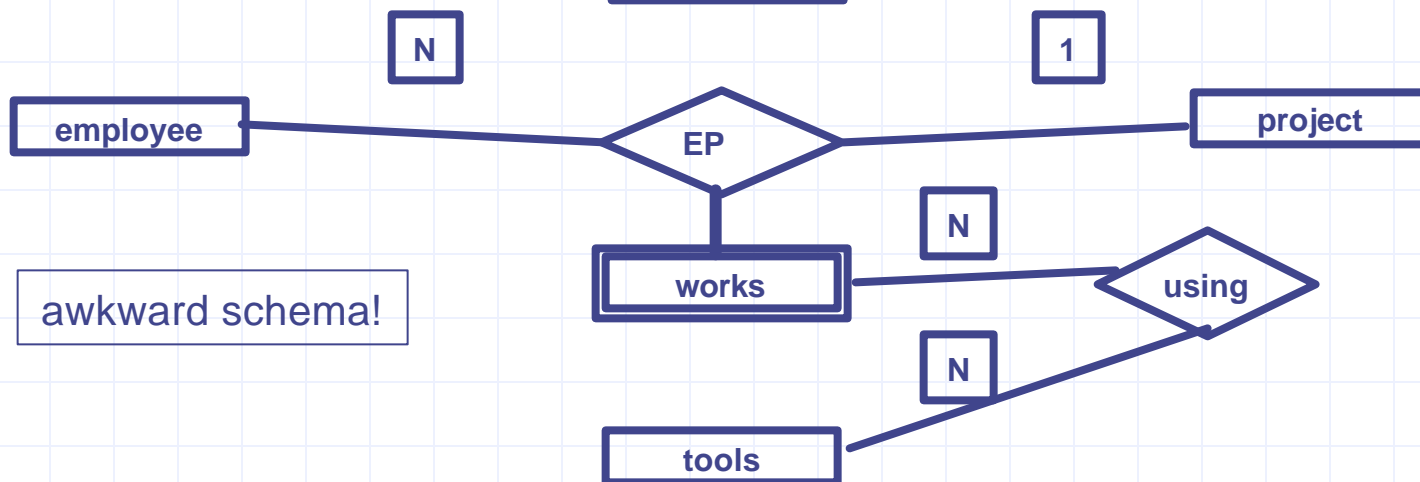 N
1
employee
EP
project
N
works
using
awkward schema!
N
tools